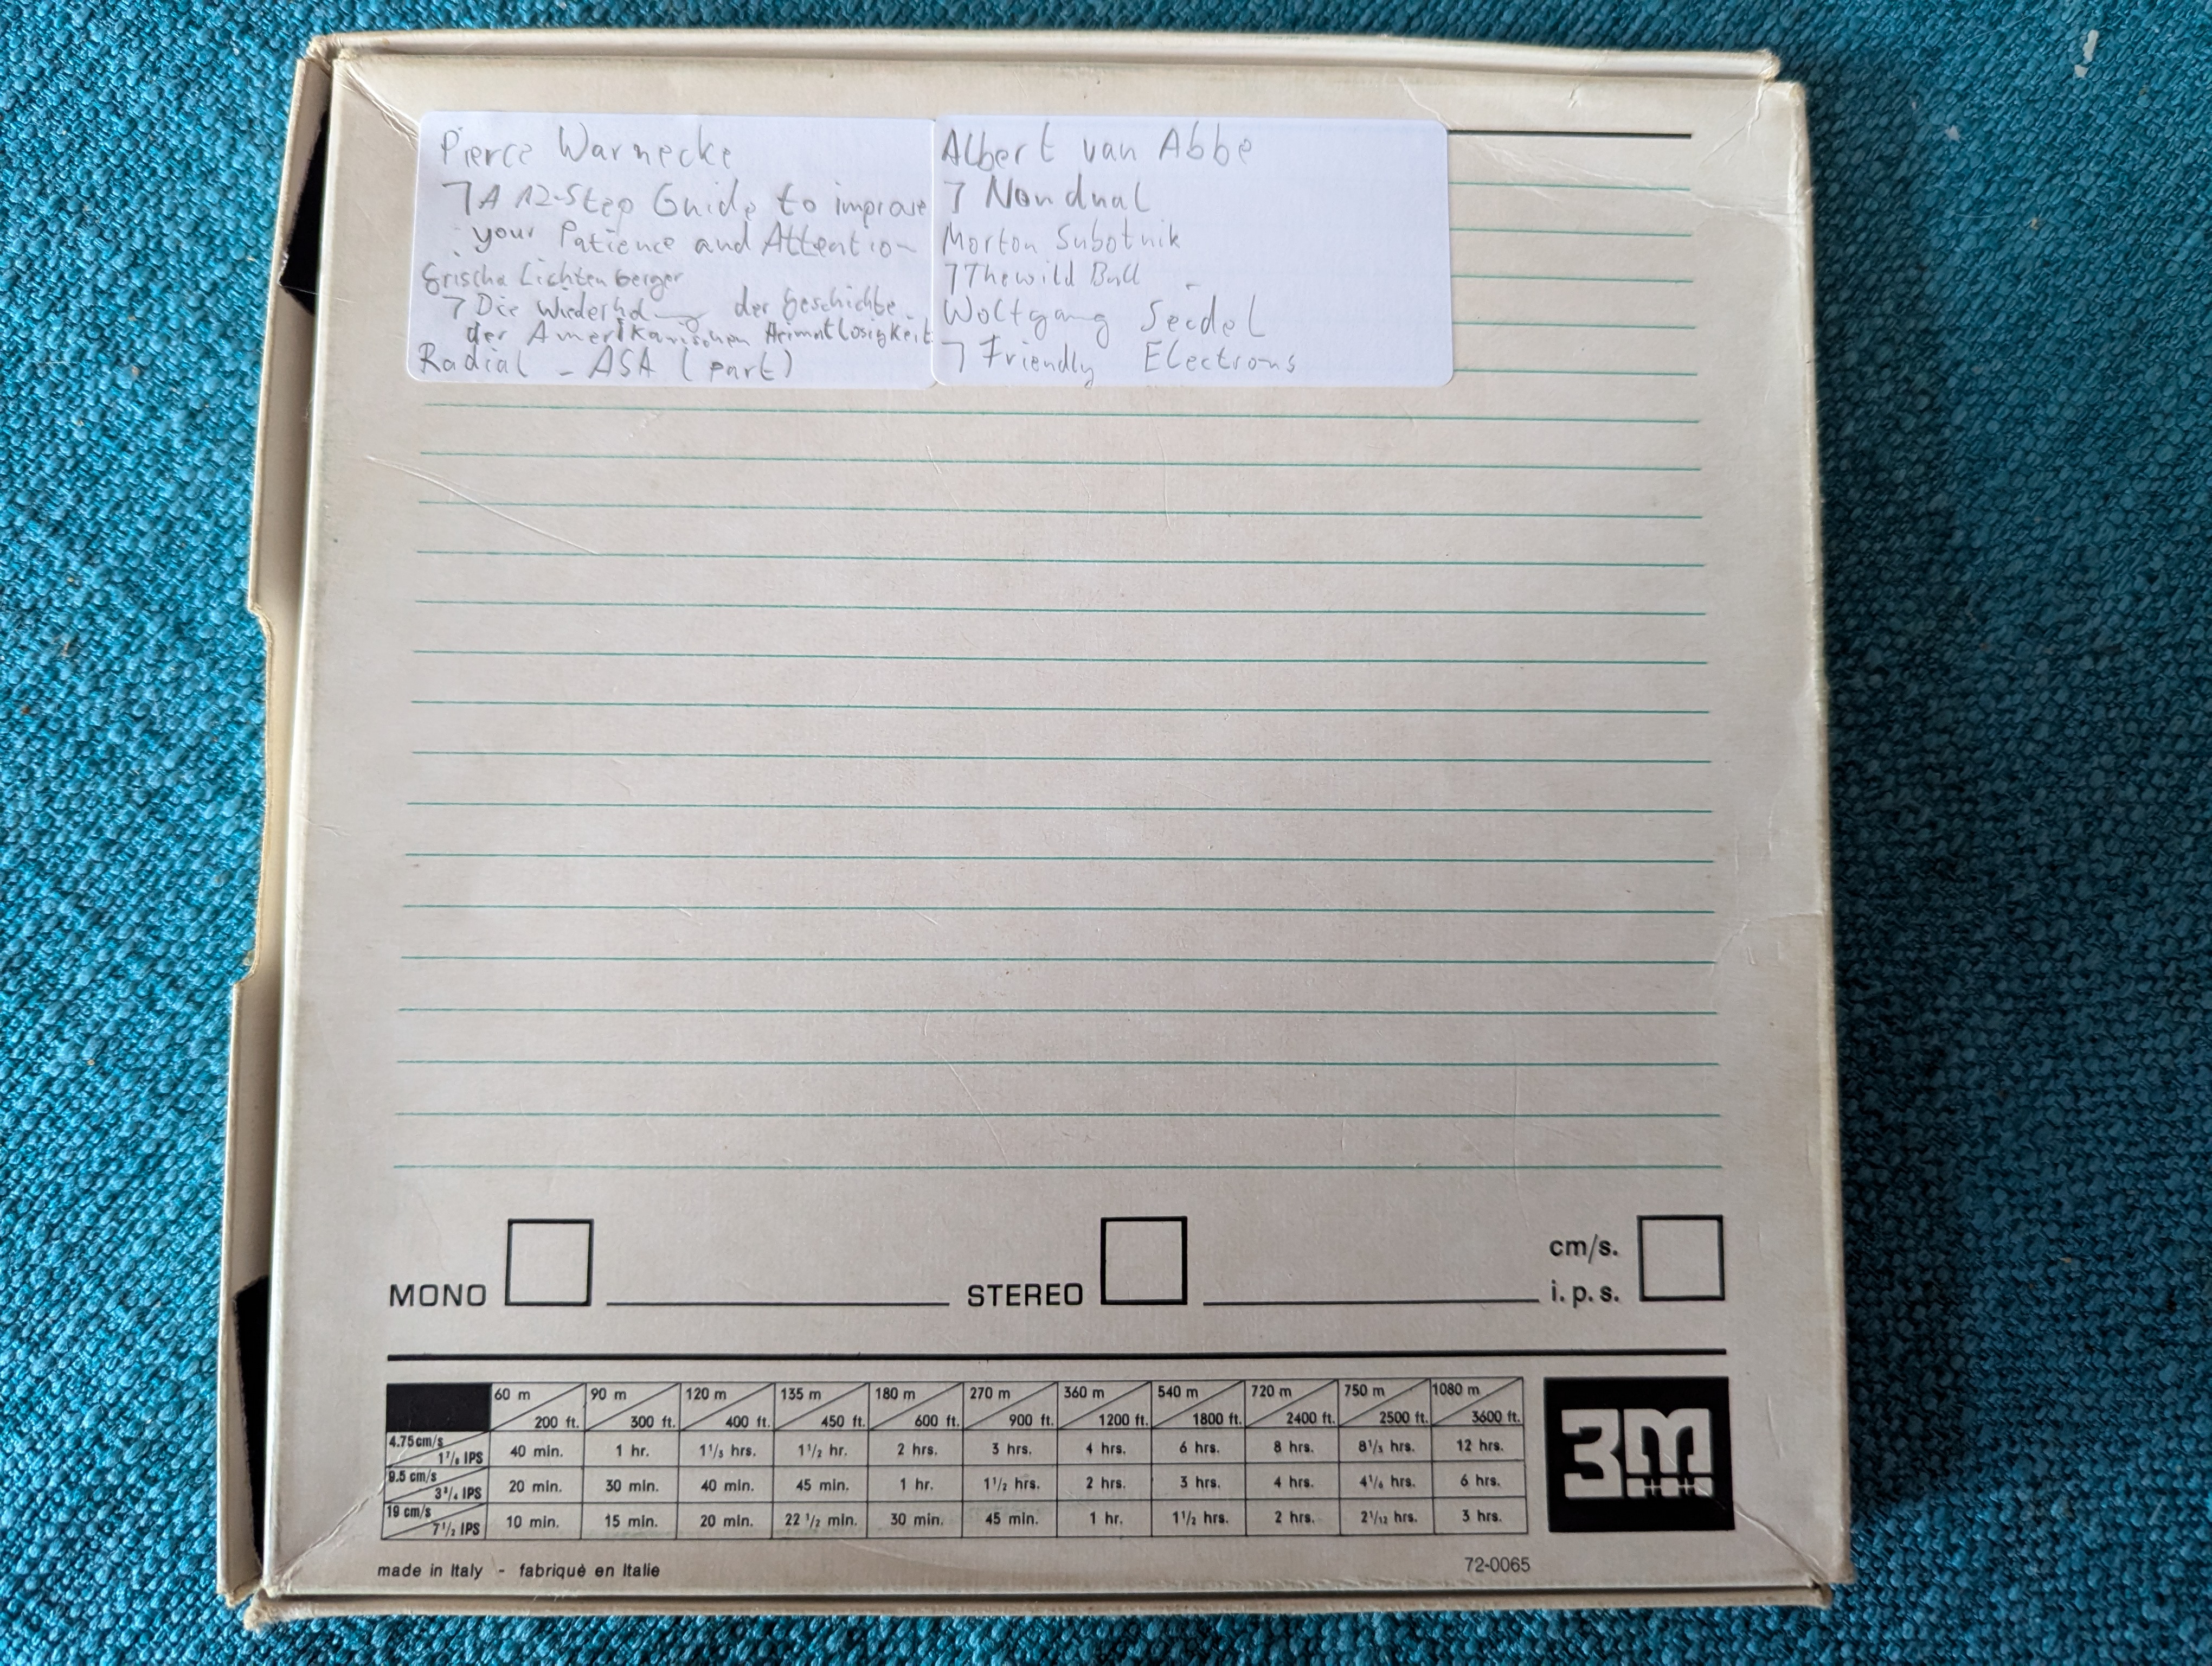 Pierce Warnecke
7 A 12-Step Guide to improve
your Patience and Attention
Grischa Lichtenberger
7 Die Wiederholung der Geschichte
der Amerikanischen Heimatlosigkeit
Radial - ASA (part)
Albert van Abbe
7 Nondual
Morton Subotnik
7 The wild Bull
Wolfgang Seidel
7 Friendly Electrons
MONO STEREO cm/s.
i.p.s.
60 m 90 m 120 m 135 m 180 m 270 m 360 m 540 m 720 m 750 m 1080 m
200 ft. 300 ft. 400 ft. 450 ft. 600 ft. 900 ft. 1200 ft. 1800 ft. 2400 ft. 2500 ft. 3600 ft.
4.75cm/s 1⅞ IPS 40 min. 1 hr. 1⅓ hrs. 1½ hr. 2 hrs. 3 hrs. 4 hrs. 6 hrs. 8 hrs. 8⅓ hrs. 12 hrs.
9.5 cm/s 3¾ IPS 20 min. 30 min. 40 min. 45 min. 1 hr. 1½ hrs. 2 hrs. 3 hrs. 4 hrs. 4⅙ hrs. 6 hrs.
19 cm/s 7½ IPS 10 min. 15 min. 20 min. 22 ½ min. 30 min. 45 min. 1 hr. 1½ hrs. 2 hrs. 2 1/12 hrs. 3 hrs.
3M
made in Italy - fabriqué en Italie
72-0065